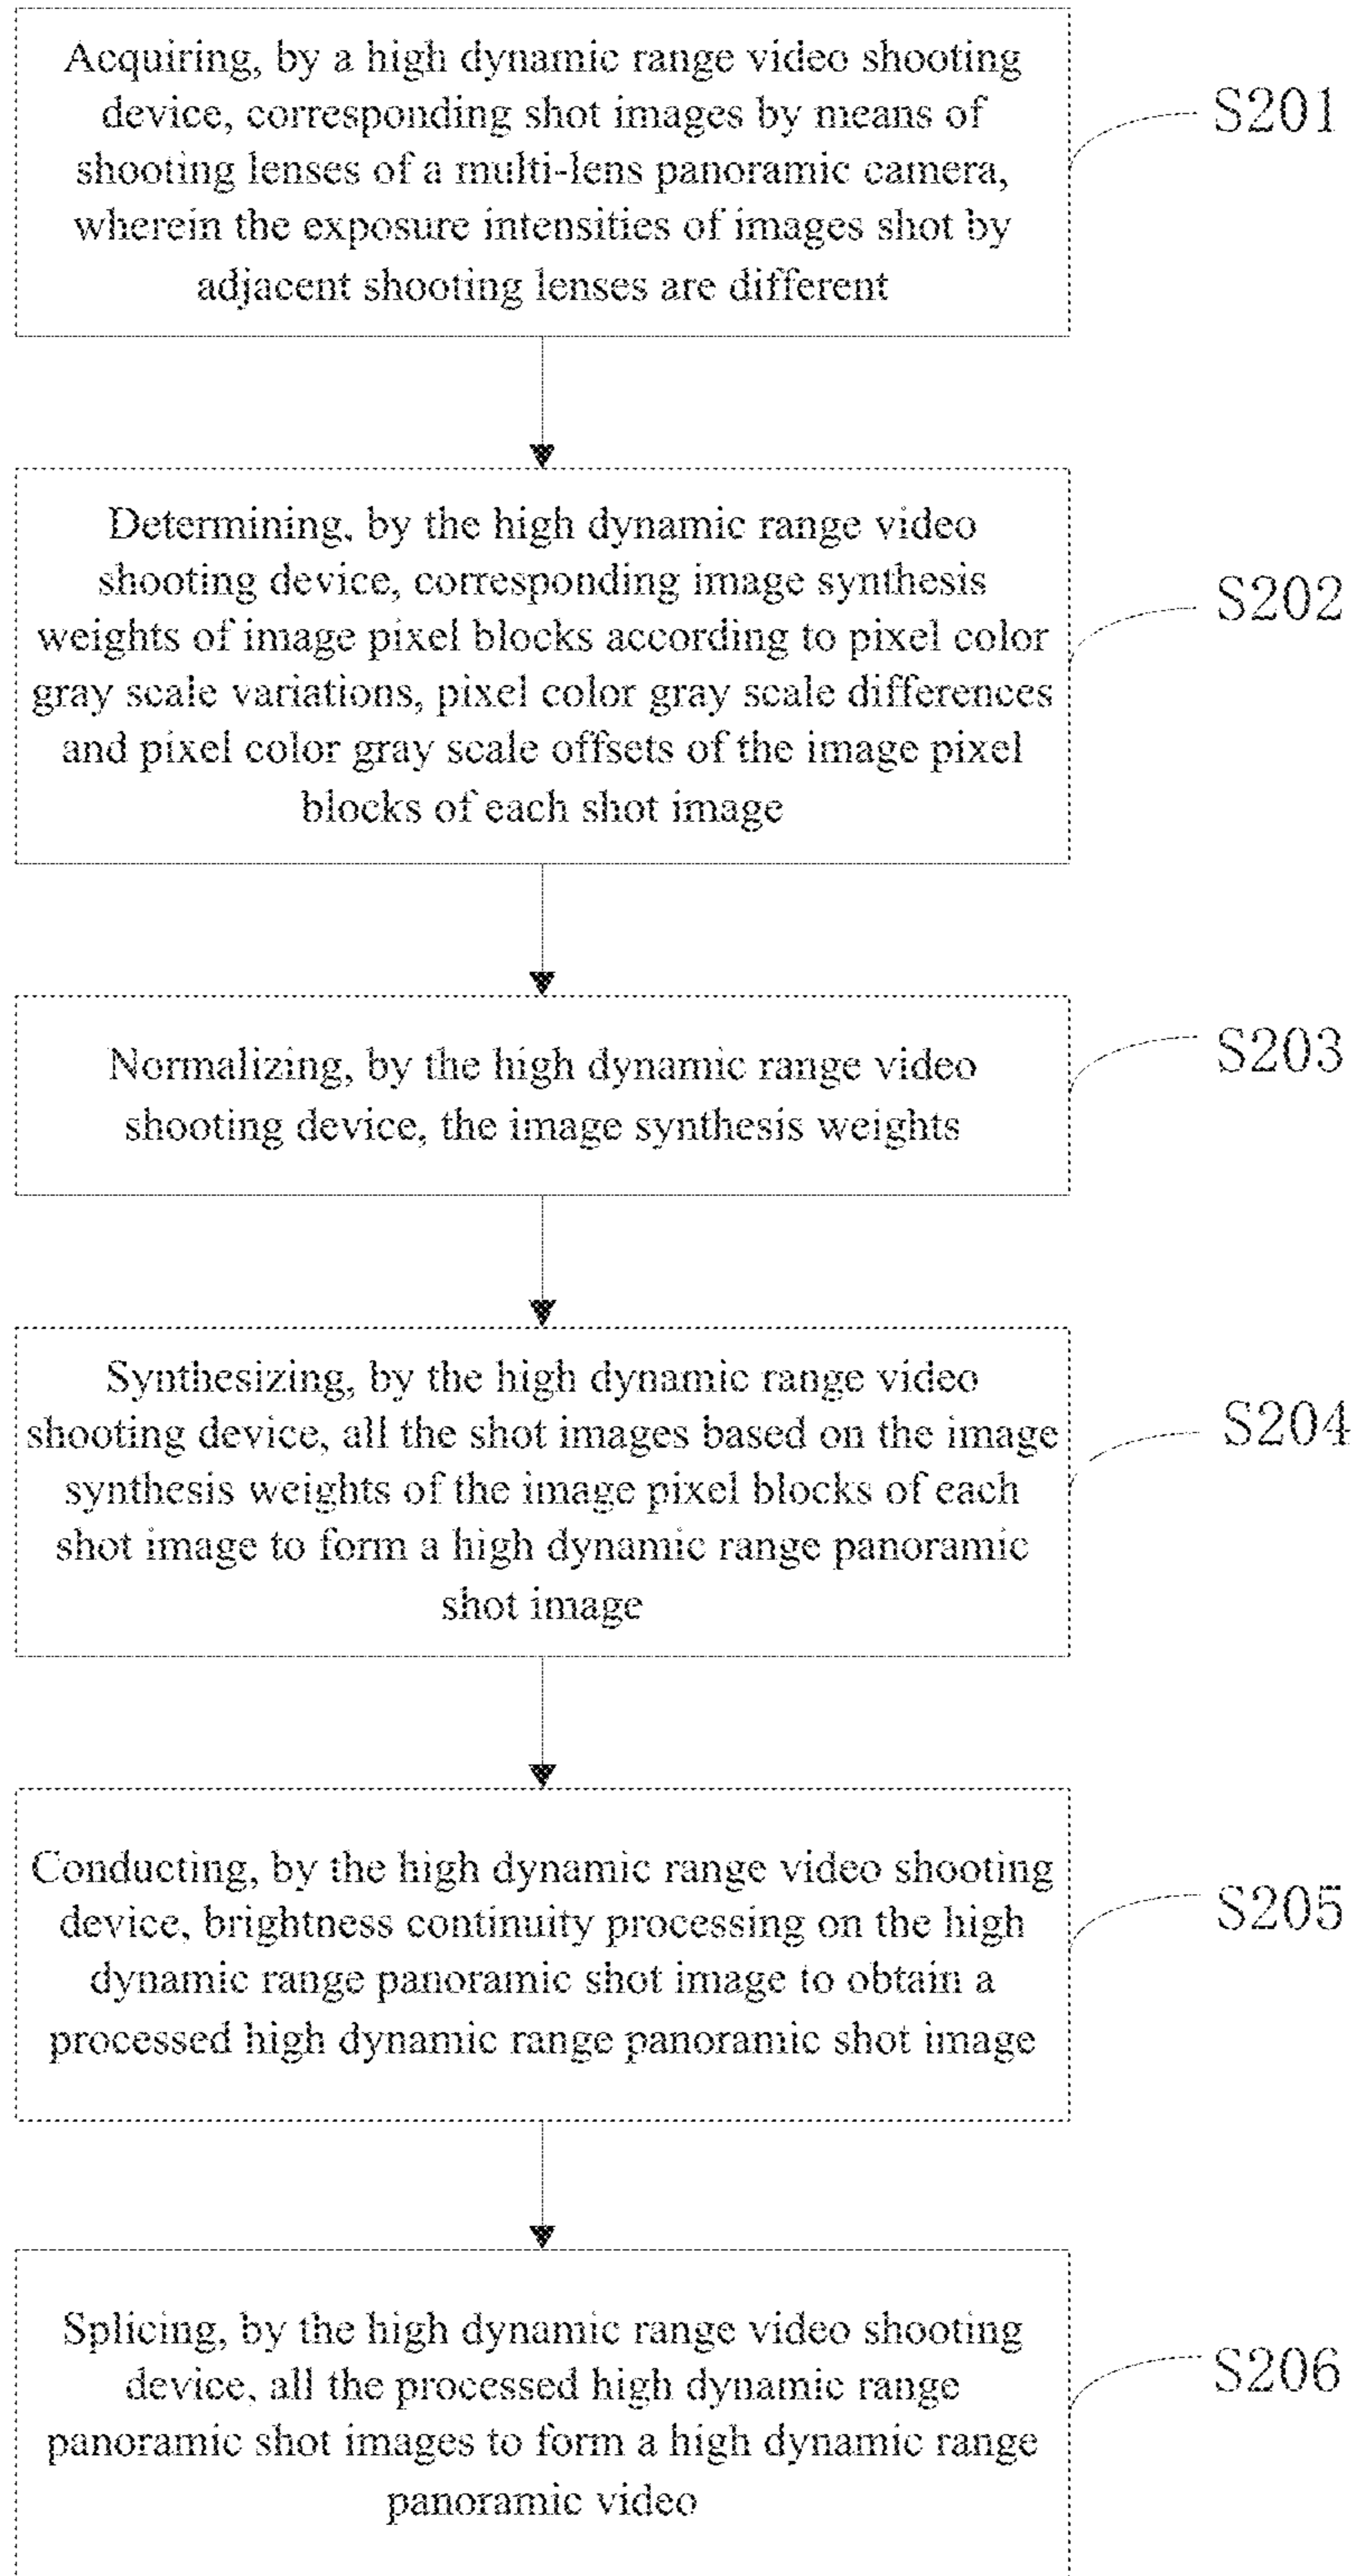 Acquiring, by a high dynamic range video shooting
device, corresponding shot images by means of
shooting lenses of a multi-lens panoramic camera,
wherein the exposure intensities of images shot by
adjacent shooting lenses are different
S201
Determining, by the high dynamic range video
shooting device, corresponding image synthesis
weights of image pixel blocks according to pixel color
gray scale variations, pixel color gray scale differences
and pixel color gray scale offsets of the image pixel
blocks of each shot image
S202
Normalizing, by the high dynamic range video
shooting device, the image synthesis weights
S203
Synthesizing, by the high dynamic range video
shooting device, all the shot images based on the image
synthesis weights of the image pixel blocks of each
shot image to form a high dynamic range panoramic
shot image
S204
Conducting, by the high dynamic range video shooting
device, brightness continuity processing on the high
dynamic range panoramic shot image to obtain a
processed high dynamic range panoramic shot image
S205
Splicing, by the high dynamic range video shooting
device, all the processed high dynamic range
panoramic shot images to form a high dynamic range
panoramic video
S206